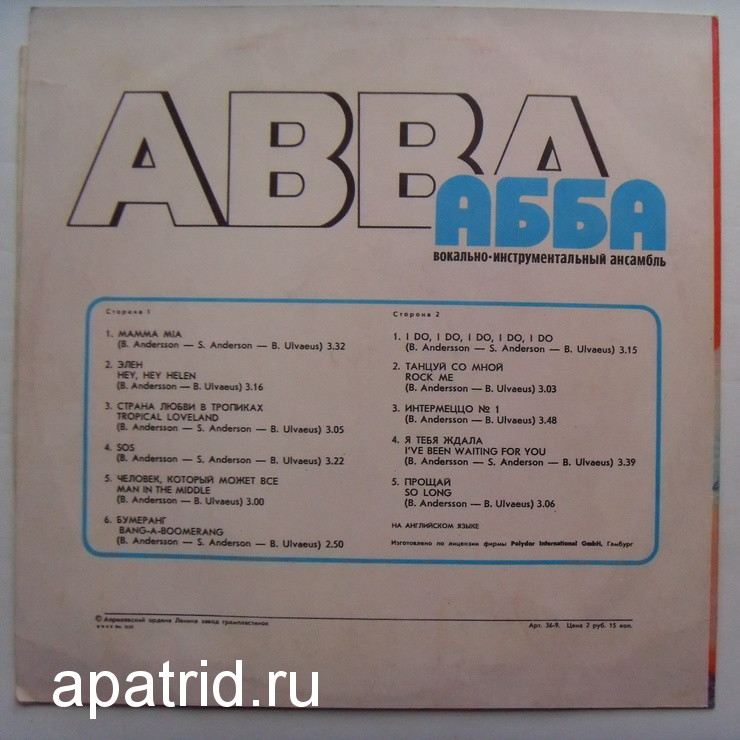 ABBA
АББА
вокально-инструментальный ансамбль
Сторона 1
1. MAMMA MIA
(B. Andersson — S. Anderson — B. Ulvaeus) 3.32
2. ЭЛЕН
HEY, HEY HELEN
(B. Andersson — B. Ulvaeus) 3.16
3. СТРАНА ЛЮБВИ В ТРОПИКАХ
TROPICAL LOVELAND
(B. Andersson — S. Anderson — B. Ulvaeus) 3.05
4. SOS
(B. Andersson — S. Anderson — B. Ulvaeus) 3.22
5. ЧЕЛОВЕК, КОТОРЫЙ МОЖЕТ ВСЕ
MAN IN THE MIDDLE
(B. Andersson — B. Ulvaeus) 3.00
6. БУМЕРАНГ
BANG-A-BOOMERANG
(B. Andersson — S. Anderson — B. Ulvaeus) 2.50
Сторона 2
1. I DO, I DO, I DO, I DO, I DO
(B. Andersson — S. Anderson — B. Ulvaeus) 3.15
2. ТАНЦУЙ СО МНОЙ
ROCK ME
(B. Andersson — B. Ulvaeus) 3.03
3. ИНТЕРМЕЦЦО № 1
(B. Andersson — B. Ulvaeus) 3.48
4. Я ТЕБЯ ЖДАЛА
I'VE BEEN WAITING FOR YOU
(B. Andersson — S. Anderson — B. Ulvaeus) 3.39
5. ПРОЩАЙ
SO LONG
(B. Andersson — B. Ulvaeus) 3.06
НА АНГЛИЙСКОМ ЯЗЫКЕ
Изготовлено по лицензии фирмы Polydor International GmbH, Гамбург
© Апрелевский ордена Ленина завод грампластинок
Арт. 36-9. Цена 2 руб. 15 коп.
apatrid.ru